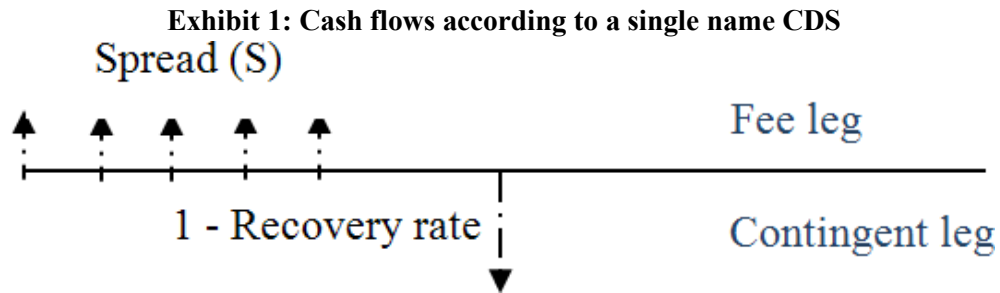 Exhibit 1: Cash flows according to a single name CDS
Spread (S)
Fee leg
1 - Recovery rate
Contingent leg